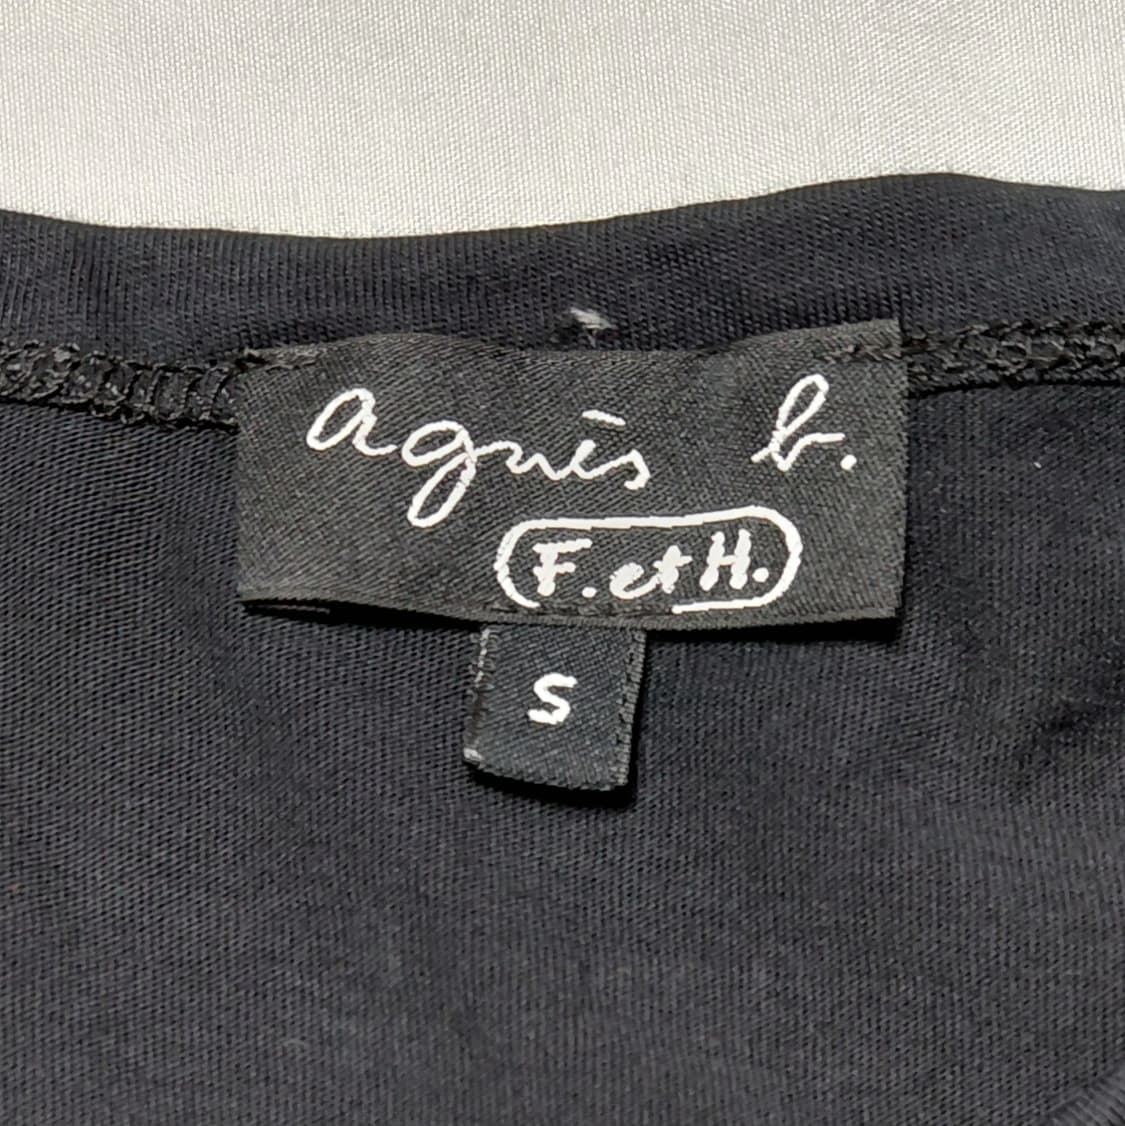 agnès b.
F. et H.
S